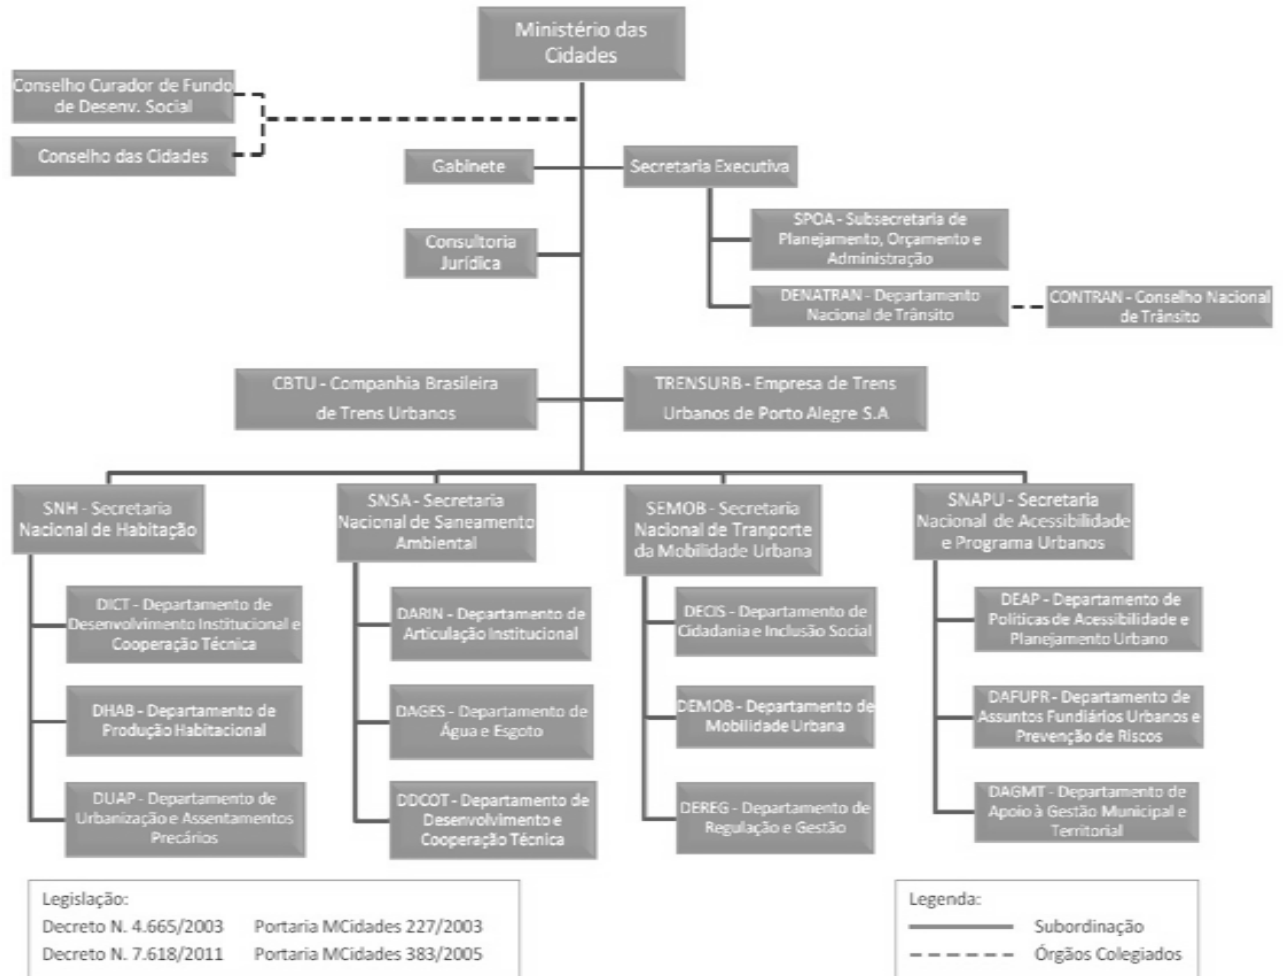 Ministério das
Cidades
Conselho Curador de Fundo
de Desenv. Social
Conselho das Cidades
Gabinete
Secretaria Executiva
Consultoria
Jurídica
SPOA - Subsecretaria de
Planejamento, Orçamento e
Administração
DENATRAN - Departamento
Nacional de Trânsito
CONTRAN - Conselho Nacional
de Trânsito
CBTU - Companhia Brasileira
de Trens Urbanos
TRENSURB - Empresa de Trens
Urbanos de Porto Alegre S.A
SNH - Secretaria
Nacional de Habitação
DICT - Departamento de
Desenvolvimento Institucional e
Cooperação Técnica
DHAB - Departamento de
Produção Habitacional
DUAP - Departamento de
Urbanização e Assentamentos
Precários
SNSA - Secretaria
Nacional de Saneamento
Ambiental
DARIN - Departamento de
Articulação Institucional
DAGES - Departamento de
Água e Esgoto
DDCOT - Departamento de
Desenvolvimento e
Cooperação Técnica
SEMOB - Secretaria
Nacional de Tranporte
da Mobilidade Urbana
DECIS - Departamento de
Cidadania e Inclusão Social
DEMOB - Departamento de
Mobilidade Urbana
DEREG - Departamento de
Regulação e Gestão
SNAPU - Secretaria
Nacional de Acessibilidade
e Programa Urbanos
DEAP - Departamento de
Políticas de Acessibilidade e
Planejamento Urbano
DAFUPR - Departamento de
Assuntos Fundiários Urbanos e
Prevenção de Riscos
DAGMT - Departamento de
Apoio à Gestão Municipal e
Territorial
Legislação:
Decreto N. 4.665/2003 Portaria MCidades 227/2003
Decreto N. 7.618/2011 Portaria MCidades 383/2005
Legenda:
Subordinação
Órgãos Colegiados